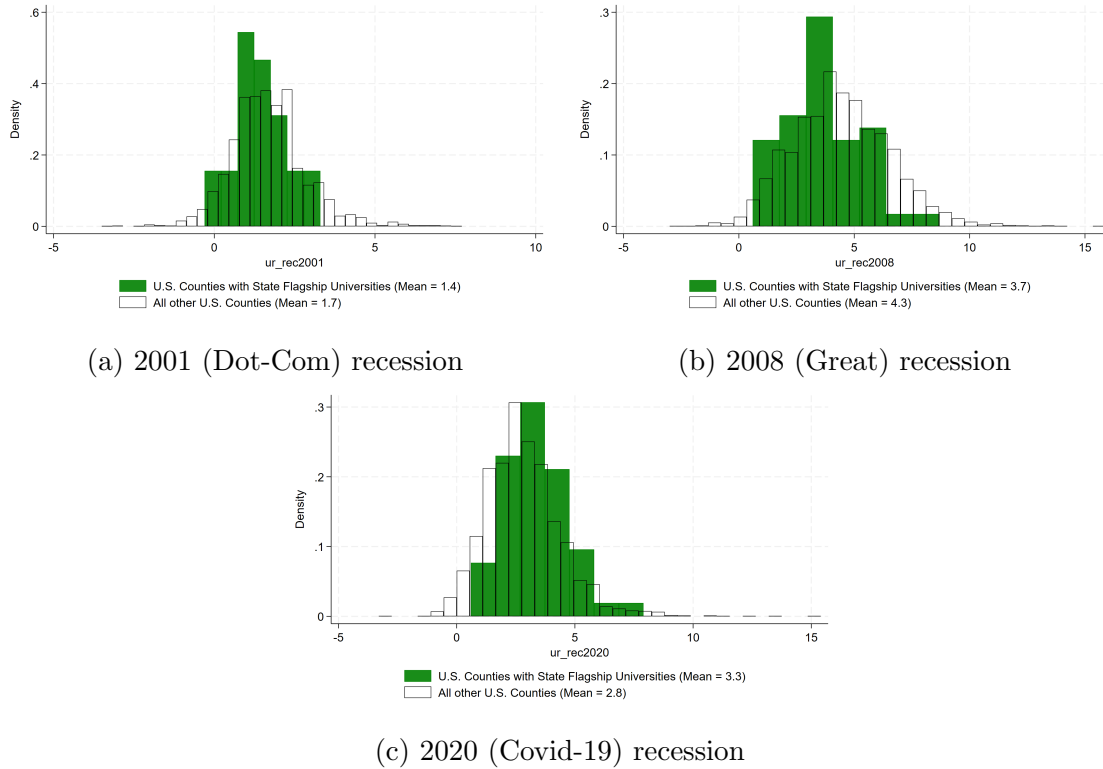 .6
.4
.2
0
Density
-5
0
5
10
ur_rec2001
U.S. Counties with State Flagship Universities (Mean = 1.4)
All other U.S. Counties (Mean = 1.7)
(a) 2001 (Dot-Com) recession
.3
.2
.1
0
Density
-5
0
5
10
15
ur_rec2008
U.S. Counties with State Flagship Universities (Mean = 3.7)
All other U.S. Counties (Mean = 4.3)
(b) 2008 (Great) recession
.3
.2
.1
0
Density
-5
0
5
10
15
ur_rec2020
U.S. Counties with State Flagship Universities (Mean = 3.3)
All other U.S. Counties (Mean = 2.8)
(c) 2020 (Covid-19) recession